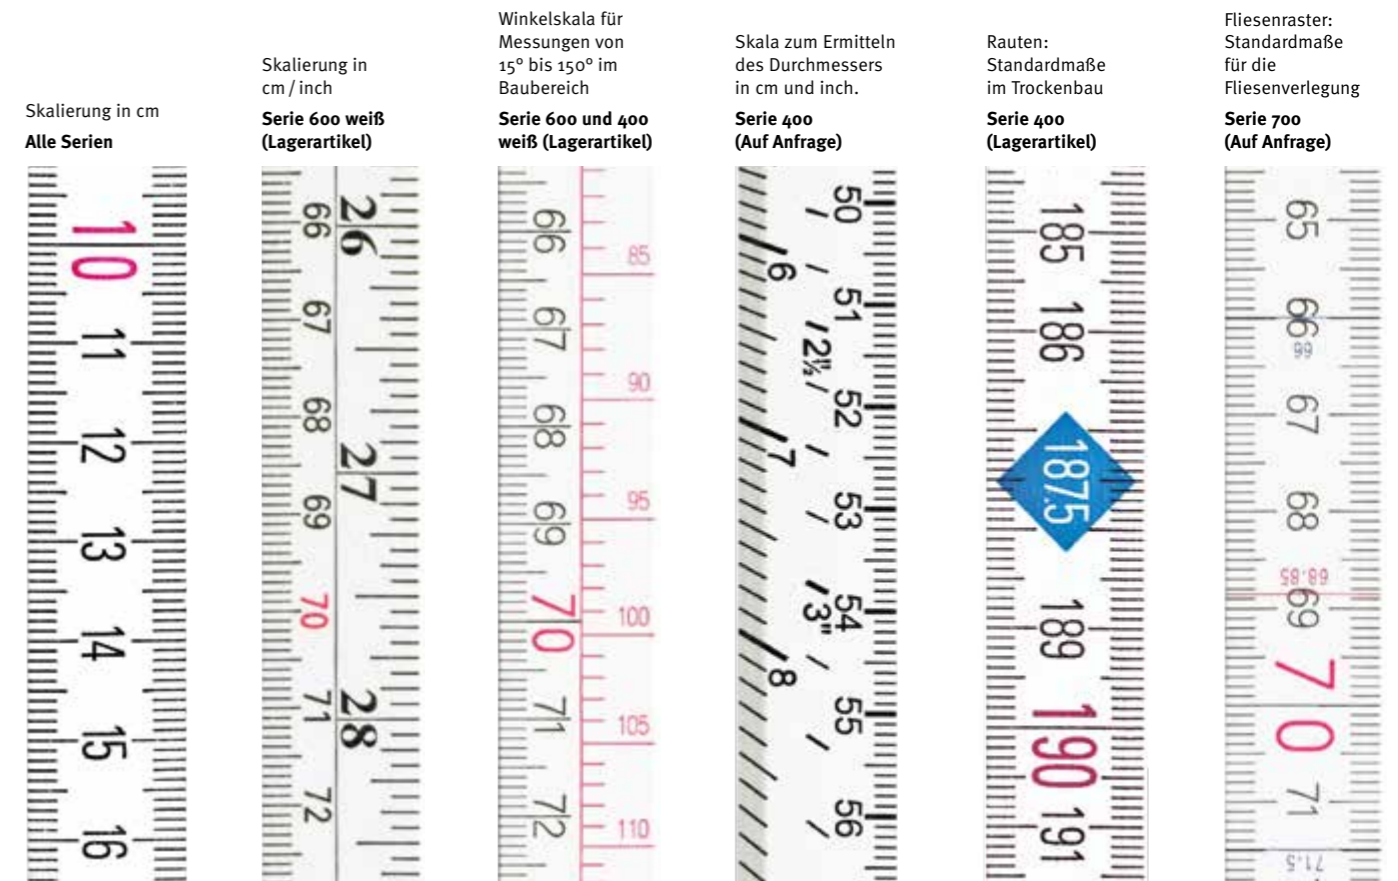 Skalierung in cm
Alle Serien
10
11
12
13
14
15
16
Skalierung in
cm / inch
Serie 600 weiß
(Lagerartikel)
66
67
68
69
70
71
72
26
27
28
Winkelskala für
Messungen von
15° bis 150° im
Baubereich
Serie 600 und 400
weiß (Lagerartikel)
66
67
68
69
70
71
72
85
90
95
100
105
110
Skala zum Ermitteln
des Durchmessers
in cm und inch.
Serie 400
(Auf Anfrage)
6
7
8
2½"
3"
50
51
52
53
54
55
56
Rauten:
Standardmaße
im Trockenbau
Serie 400
(Lagerartikel)
185
186
187.5
189
190
191
Fliesenraster:
Standardmaße
für die
Fliesenverlegung
Serie 700
(Auf Anfrage)
65
66
66
67
68
68.85
69
70
71
71.5